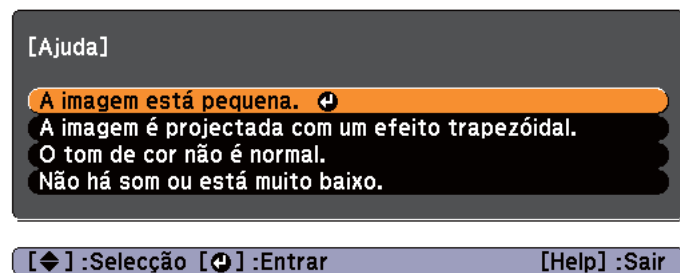 [Ajuda]
A imagem está pequena.
A imagem é projectada com um efeito trapezóidal.
O tom de cor não é normal.
Não há som ou está muito baixo.
[◆] :Selecção [⏎] :Entrar [Help] :Sair